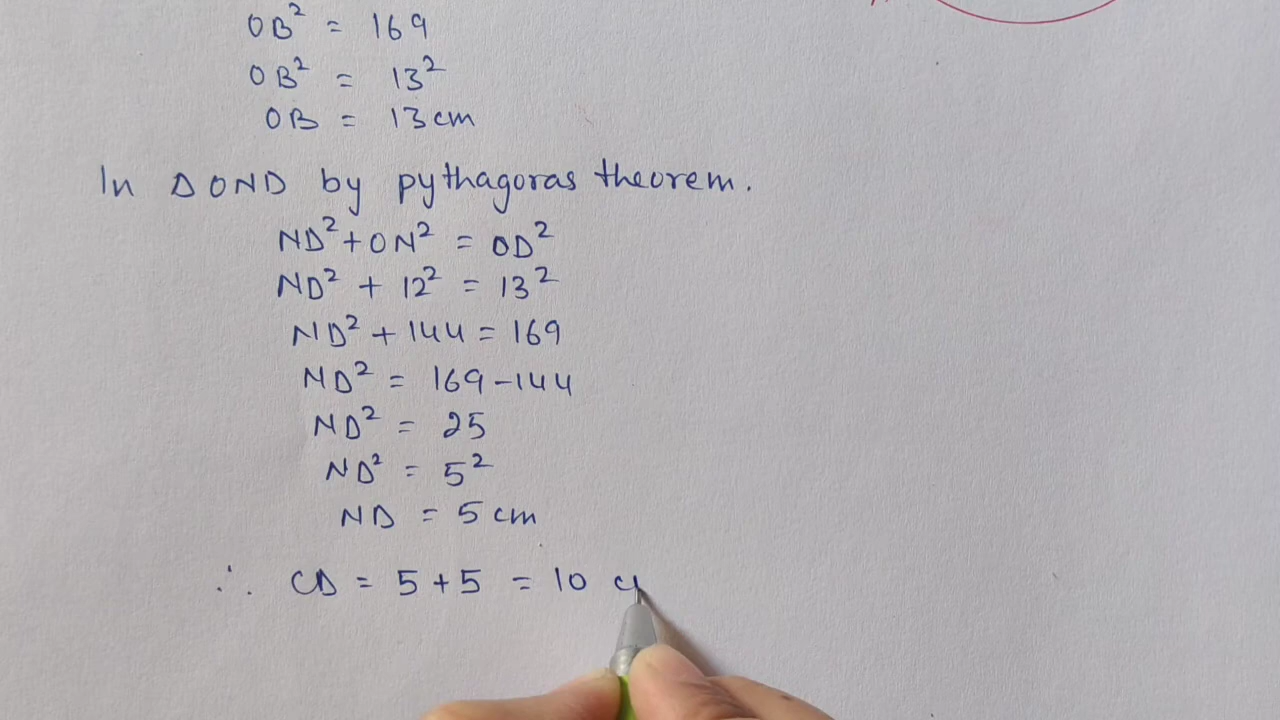 OB² = 169
OB² = 13²
OB = 13cm
In ΔOND by pythagoras theorem.
ND²+ON² = OD²
ND² + 12² = 13²
ND² + 144 = 169
ND² = 169-144
ND² = 25
ND² = 5²
ND = 5 cm
∴ CD = 5+5 = 10 c